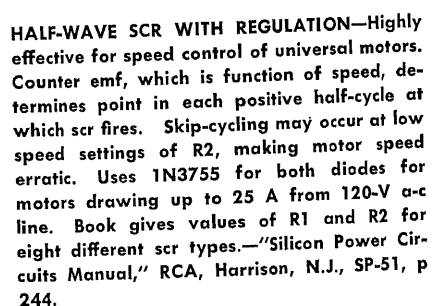 HALF-WAVE SCR WITH REGULATION—Highly
effective for speed control of universal motors.
Counter emf, which is function of speed, de-
termines point in each positive half-cycle at
which scr fires. Skip-cycling may occur at low
speed settings of R2, making motor speed
erratic. Uses 1N3755 for both diodes for
motors drawing up to 25 A from 120-V a-c
line. Book gives values of R1 and R2 for
eight different scr types.—"Silicon Power Cir-
cuits Manual," RCA, Harrison, N.J., SP-51, p
244.